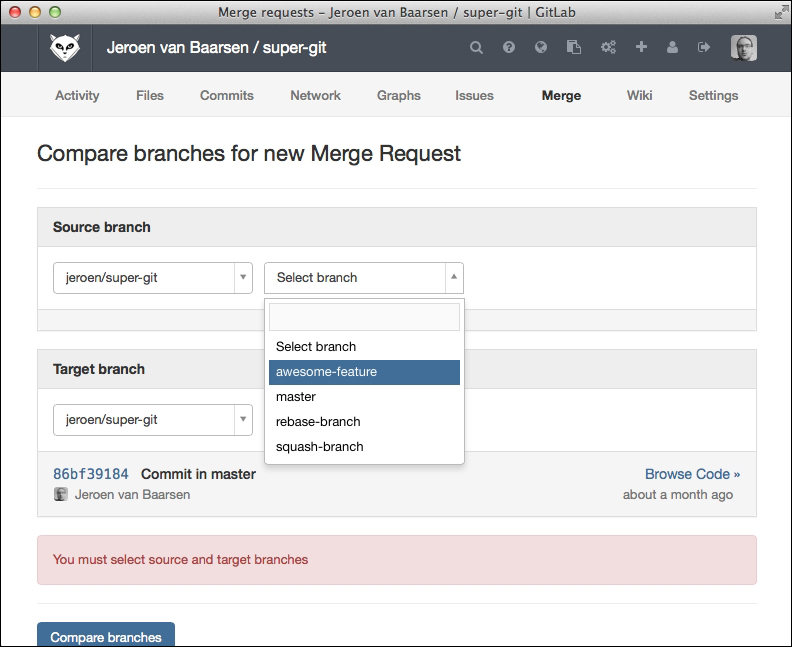 Merge requests – Jeroen van Baarsen / super-git | GitLab
Jeroen van Baarsen / super-git
Activity Files Commits Network Graphs Issues Merge Wiki Settings
Compare branches for new Merge Request
Source branch
jeroen/super-git Select branch
Select branch
awesome-feature
master
rebase-branch
squash-branch
Target branch
jeroen/super-git
86bf39184 Commit in master Browse Code »
Jeroen van Baarsen about a month ago
You must select source and target branches
Compare branches